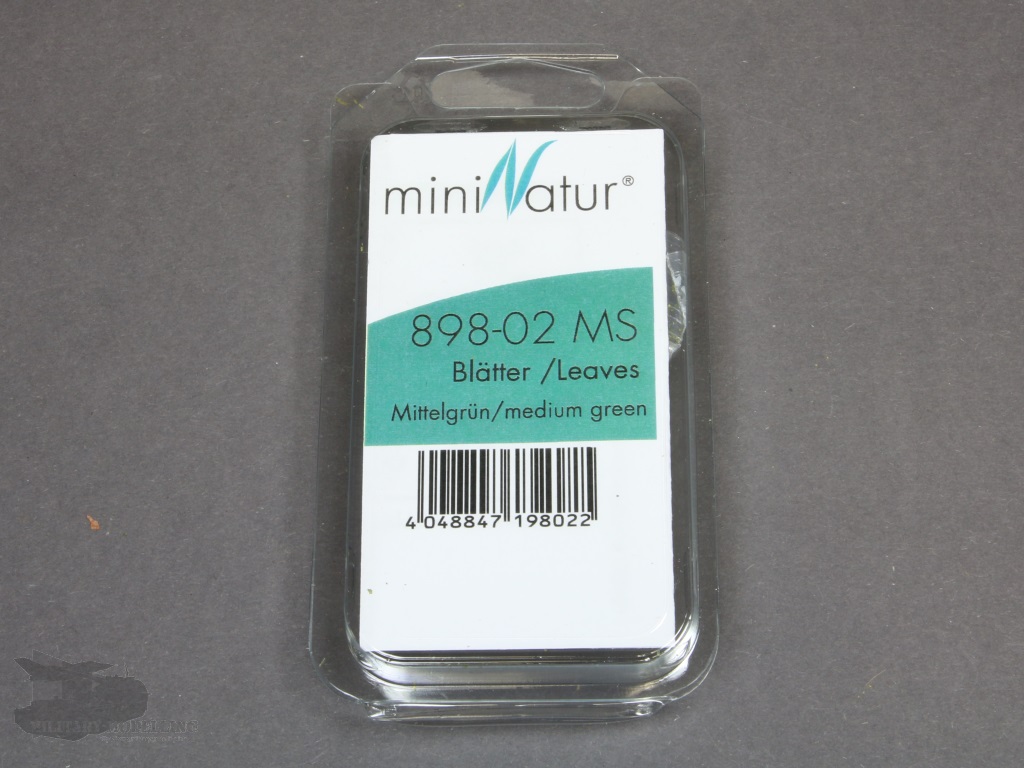 miniNatur®
898-02 MS
Blätter /Leaves
Mittelgrün/medium green
4 048847 198022